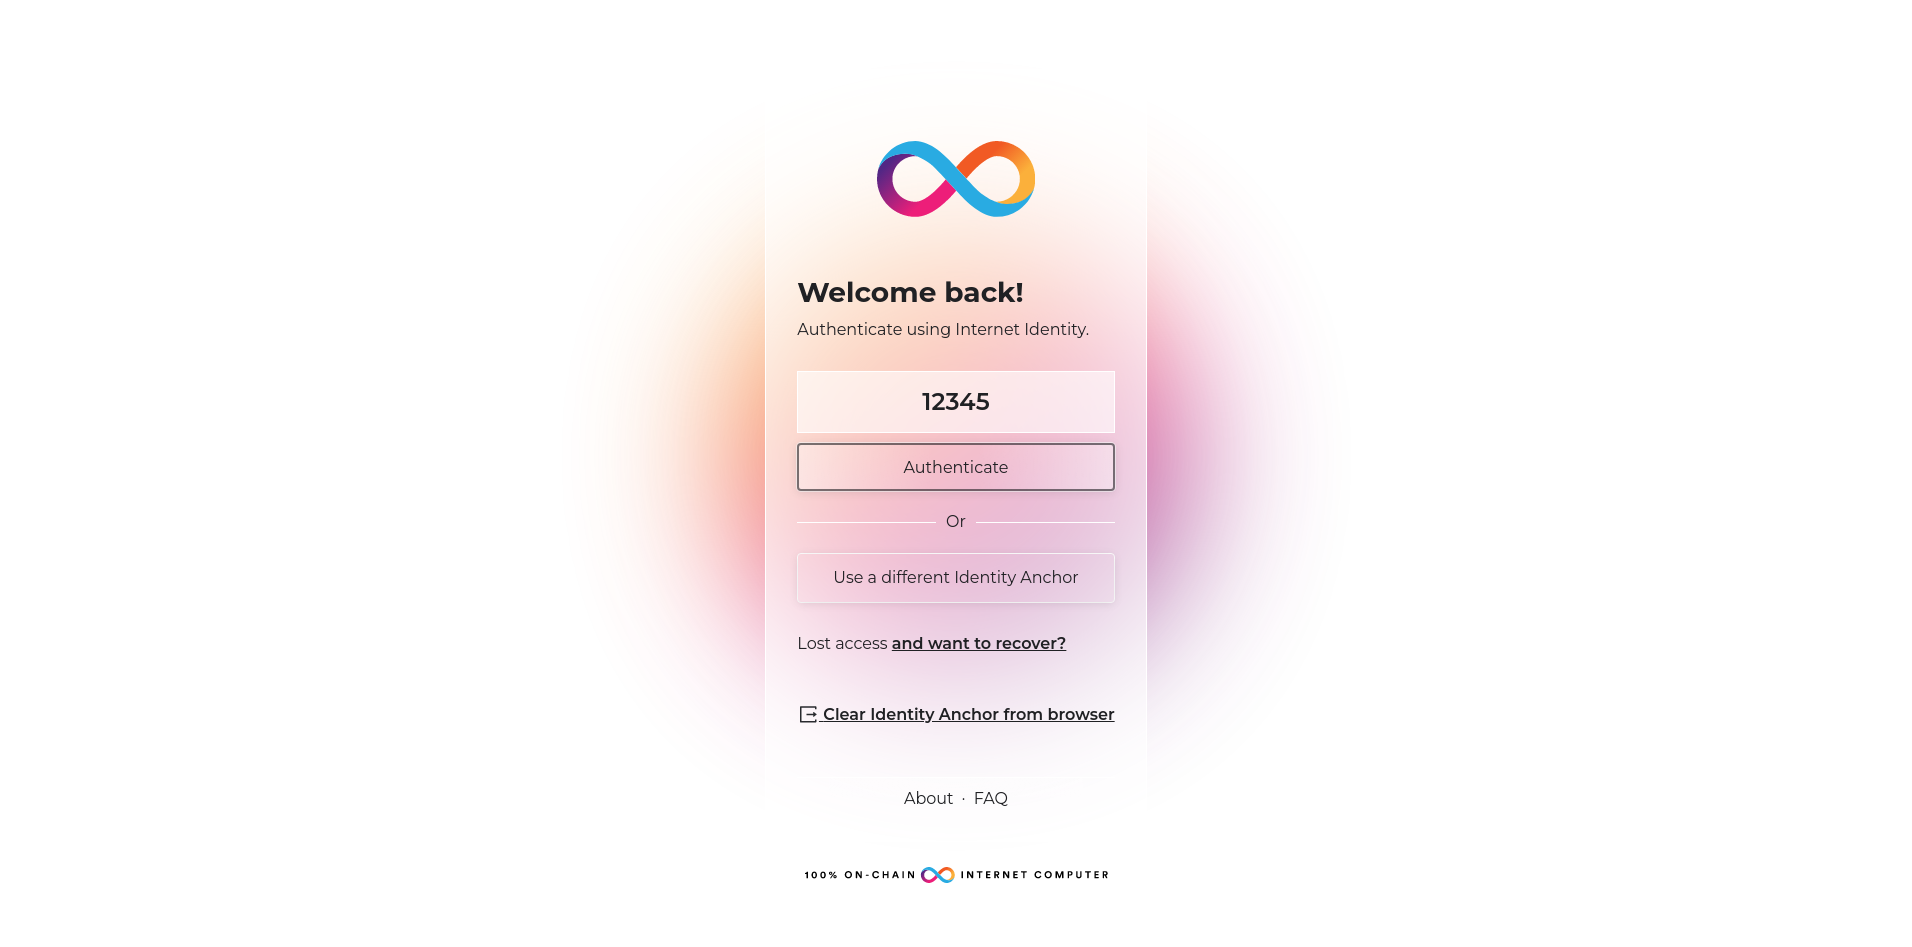 Welcome back!
Authenticate using Internet Identity.
12345
Authenticate
Or
Use a different Identity Anchor
Lost access and want to recover?
Clear Identity Anchor from browser
About · FAQ
100% ON-CHAIN INTERNET COMPUTER